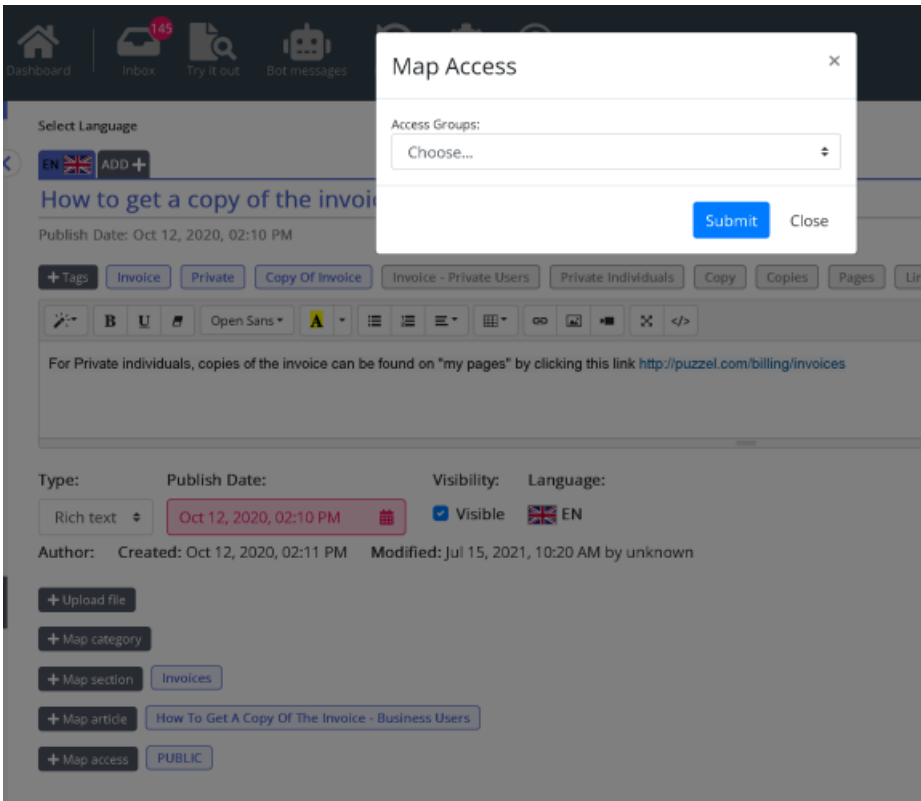 145
Dashboard Inbox Try it out Bot messages
Map Access ×
Access Groups:
Choose...
Submit Close
Select Language
EN ADD +
How to get a copy of the invoi
Publish Date: Oct 12, 2020, 02:10 PM
+ Tags Invoice Private Copy Of Invoice Invoice - Private Users Private Individuals Copy Copies Pages Lin
B U Open Sans A </>
For Private individuals, copies of the invoice can be found on "my pages" by clicking this link http://puzzel.com/billing/invoices
Type: Publish Date: Visibility: Language:
Rich text Oct 12, 2020, 02:10 PM Visible EN
Author: Created: Oct 12, 2020, 02:11 PM Modified: Jul 15, 2021, 10:20 AM by unknown
+ Upload file
+ Map category
+ Map section Invoices
+ Map article How To Get A Copy Of The Invoice - Business Users
+ Map access PUBLIC